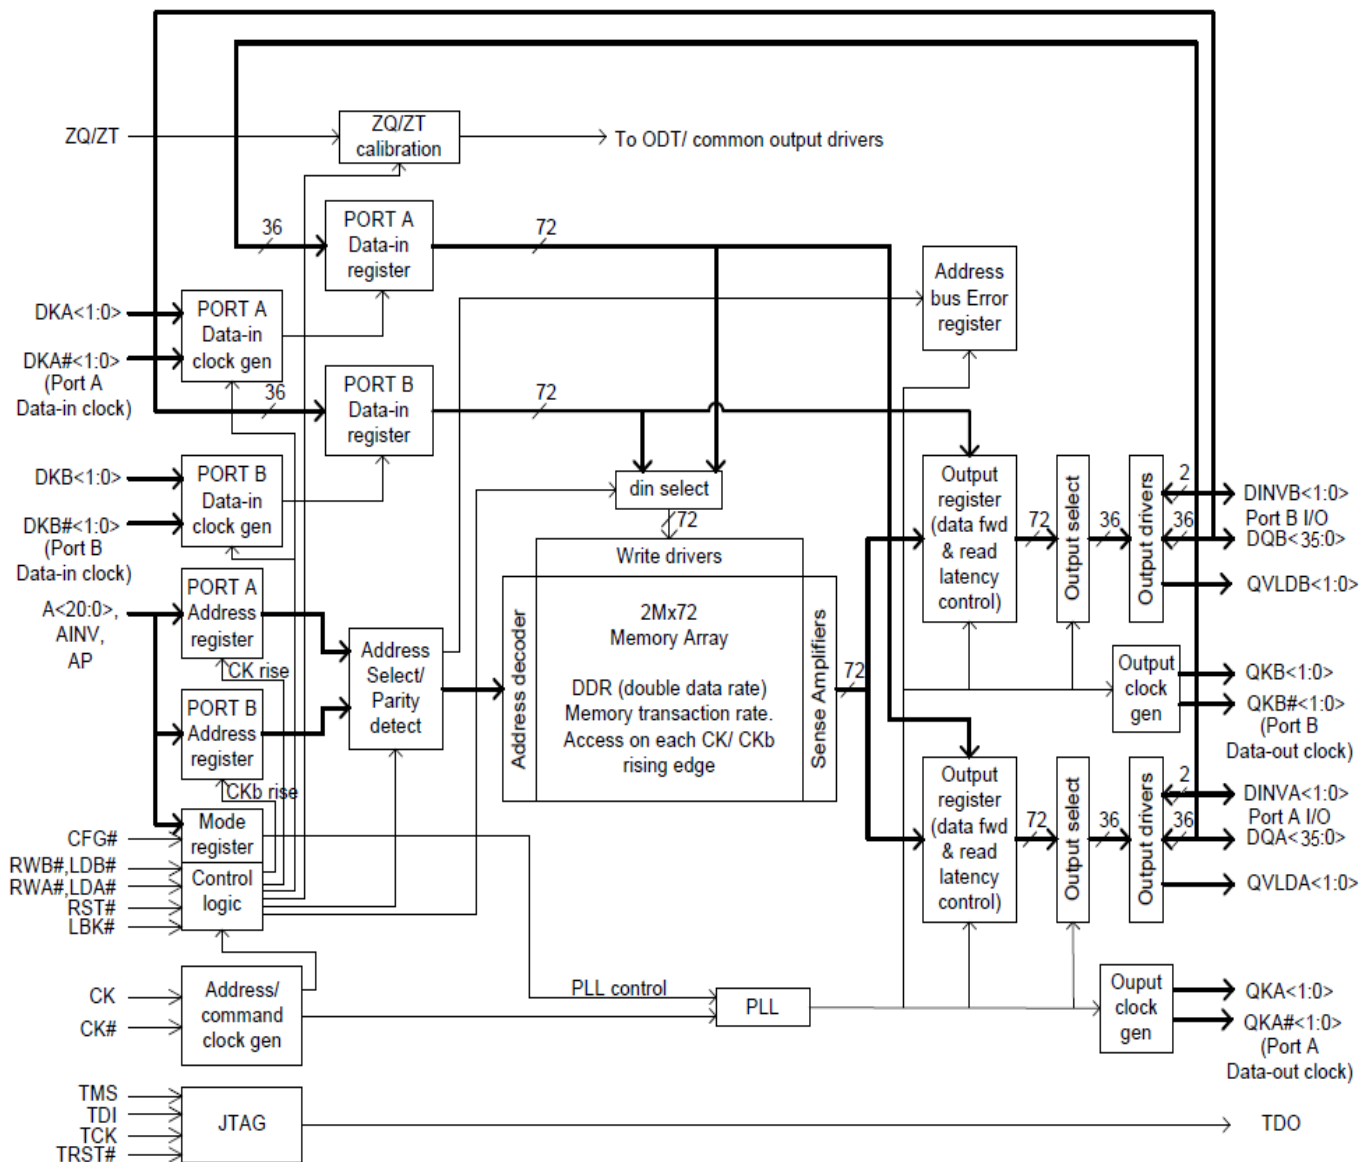 ZQ/ZT
ZQ/ZT
calibration
To ODT/ common output drivers
36
PORT A
Data-in
register
72
Address
bus Error
register
DKA<1:0>
DKA#<1:0>
(Port A
Data-in clock)
PORT A
Data-in
clock gen
36
PORT B
Data-in
register
72
DKB<1:0>
DKB#<1:0>
(Port B
Data-in clock)
PORT B
Data-in
clock gen
din select
72
Write drivers
Output
register
(data fwd
& read
latency
control)
72
Output select
36
Output drivers
2
36
DINVB<1:0>
Port B I/O
DQB<35:0>
QVLDB<1:0>
A<20:0>,
AINV,
AP
PORT A
Address
register
CK rise
PORT B
Address
register
CKb rise
Address
Select/
Parity
detect
Address decoder
2Mx72
Memory Array
DDR (double data rate)
Memory transaction rate.
Access on each CK/ CKb
rising edge
Sense Amplifiers
72
Output
clock
gen
QKB<1:0>
QKB#<1:0>
(Port B
Data-out clock)
Output
register
(data fwd
& read
latency
control)
72
Output select
36
Output drivers
2
36
DINVA<1:0>
Port A I/O
DQA<35:0>
QVLDA<1:0>
CFG#
RWB#,LDB#
RWA#,LDA#
RST#
LBK#
Mode
register
Control
logic
CK
CK#
Address/
command
clock gen
PLL control
PLL
Ouput
clock
gen
QKA<1:0>
QKA#<1:0>
(Port A
Data-out clock)
TMS
TDI
TCK
TRST#
JTAG
TDO